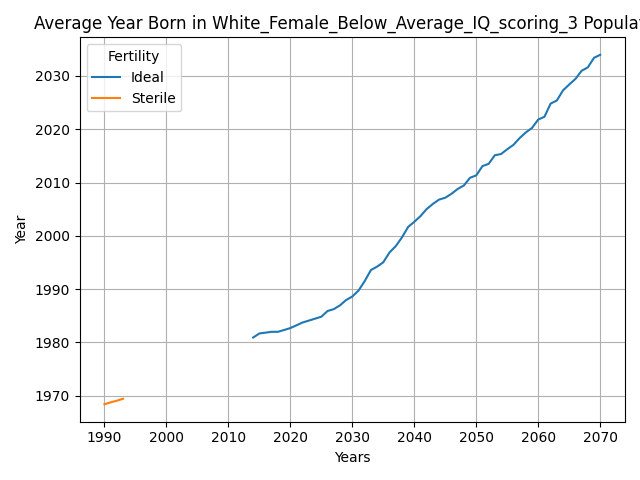 Average Year Born in White_Female_Below_Average_IQ_scoring_3 Popula
Fertility
Ideal
Sterile
Year
2030
2020
2010
2000
1990
1980
1970
1990 2000 2010 2020 2030 2040 2050 2060 2070
Years